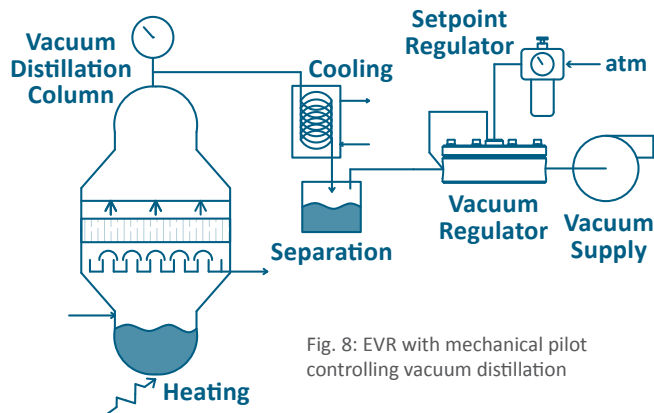 Vacuum
Distillation
Column
Cooling
Setpoint
Regulator
atm
Separation
Vacuum
Regulator
Vacuum
Supply
Heating
Fig. 8: EVR with mechanical pilot
controlling vacuum distillation